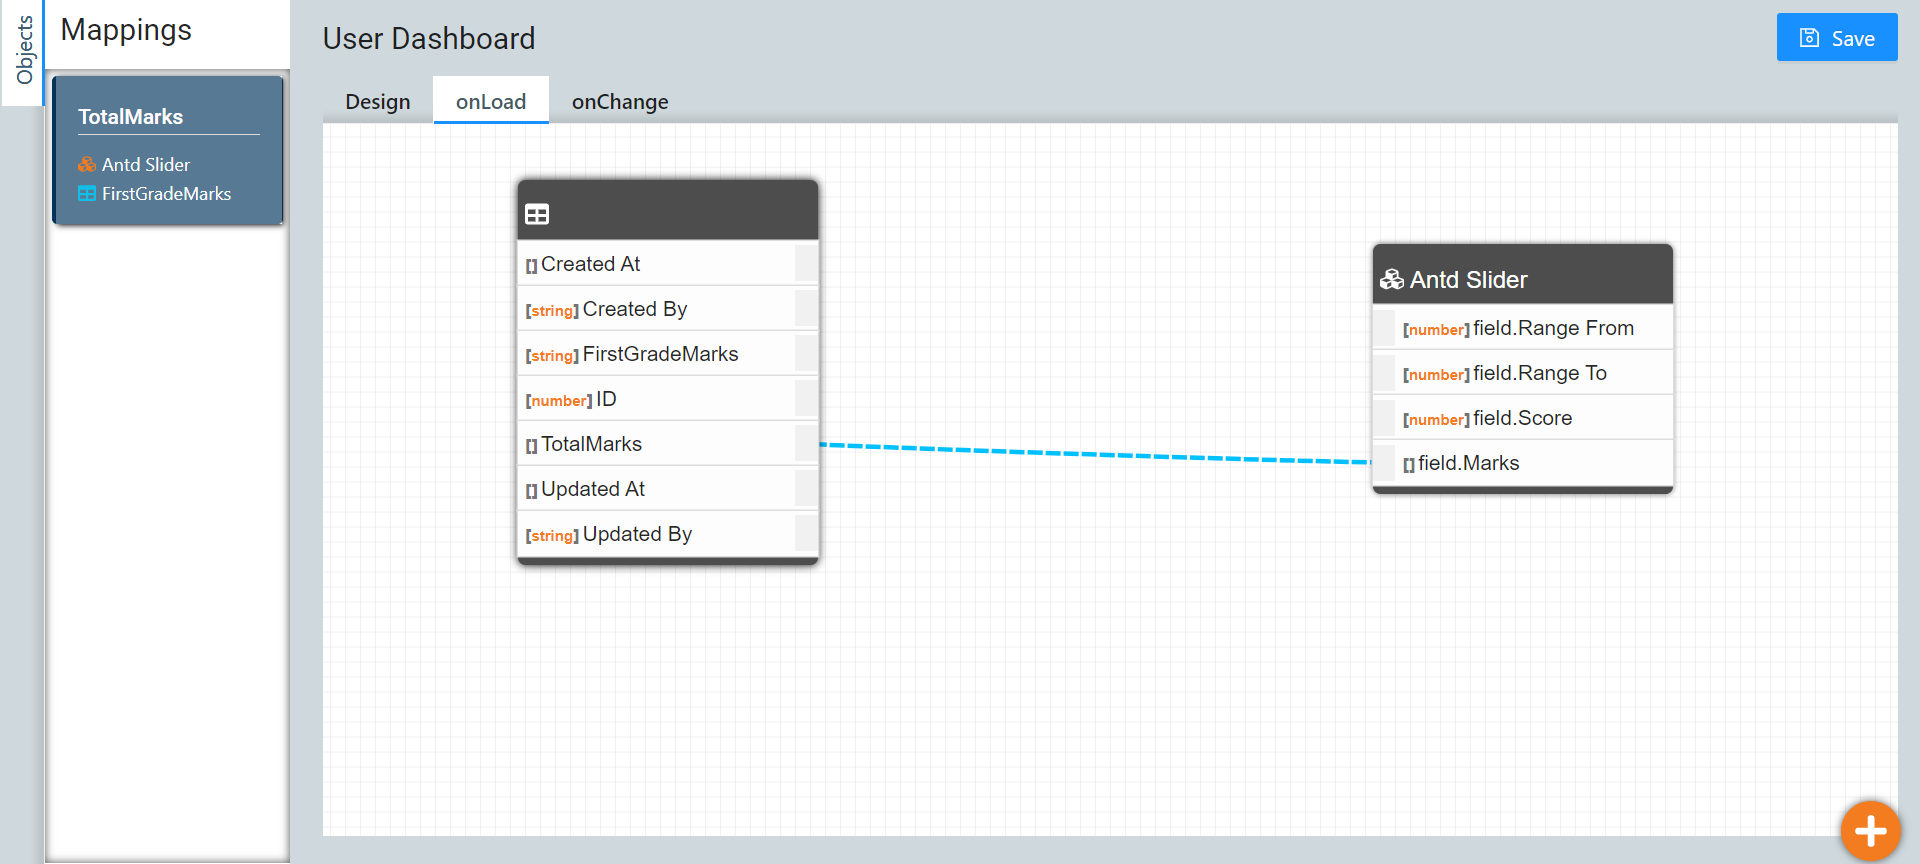 Objects
Mappings
TotalMarks
Antd Slider
FirstGradeMarks
User Dashboard
Save
Design
onLoad
onChange
[] Created At
[string] Created By
[string] FirstGradeMarks
[number] ID
[] TotalMarks
[] Updated At
[string] Updated By
Antd Slider
[number] field.Range From
[number] field.Range To
[number] field.Score
[] field.Marks